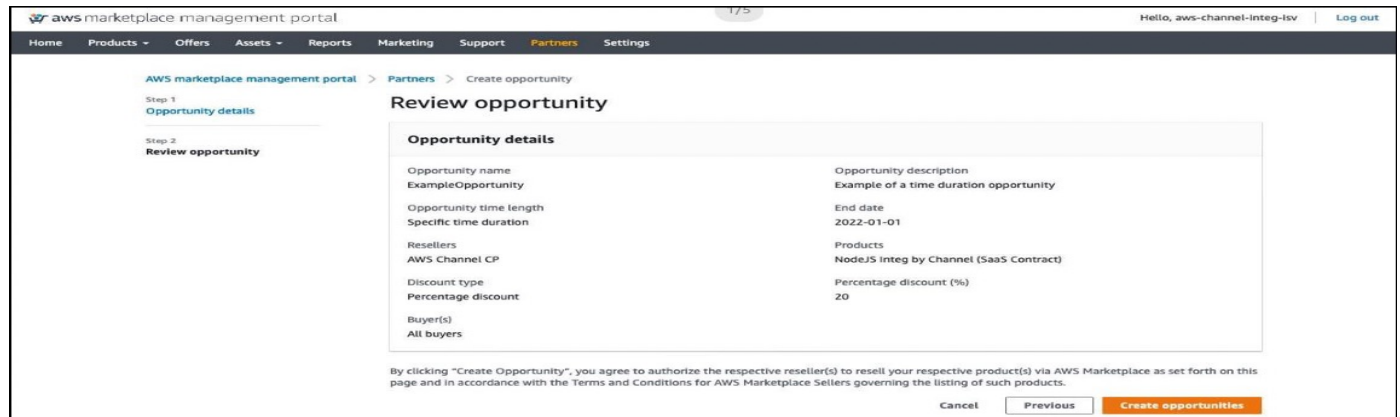 1/5
aws marketplace management portal
Hello, aws-channel-integ-isv
Log out
Home Products Offers Assets Reports Marketing Support Partners Settings
AWS marketplace management portal > Partners > Create opportunity
Step 1
Opportunity details
Step 2
Review opportunity
Review opportunity
Opportunity details
Opportunity name
ExampleOpportunity
Opportunity description
Example of a time duration opportunity
Opportunity time length
Specific time duration
End date
2022-01-01
Resellers
AWS Channel CP
Products
NodeJS Integ by Channel (SaaS Contract)
Discount type
Percentage discount
Percentage discount (%)
20
Buyer(s)
All buyers
By clicking "Create Opportunity", you agree to authorize the respective reseller(s) to resell your respective product(s) via AWS Marketplace as set forth on this
page and in accordance with the Terms and Conditions for AWS Marketplace Sellers governing the listing of such products.
Cancel Previous Create opportunities